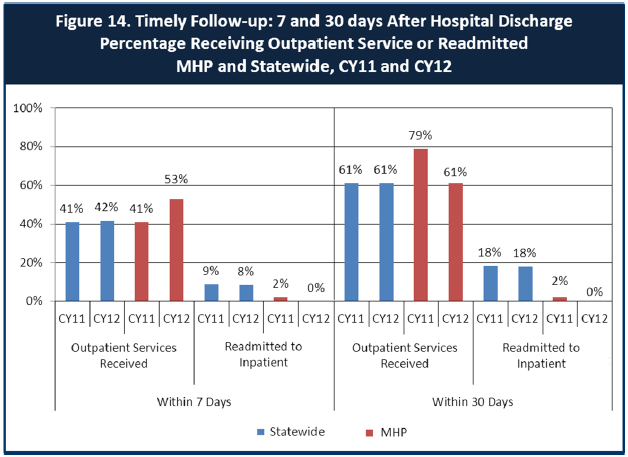 Figure 14. Timely Follow-up: 7 and 30 days After Hospital Discharge
Percentage Receiving Outpatient Service or Readmitted
MHP and Statewide, CY11 and CY12
100%
80%
60%
40%
20%
0%
41%
42%
41%
53%
9%
8%
2%
0%
61%
61%
79%
61%
18%
18%
2%
0%
CY11 CY12 CY11 CY12 CY11 CY12 CY11 CY12 CY11 CY12 CY11 CY12 CY11 CY12 CY11 CY12
Outpatient Services Readmitted to Outpatient Services Readmitted to
Received Inpatient Received Inpatient
Within 7 Days Within 30 Days
Statewide MHP